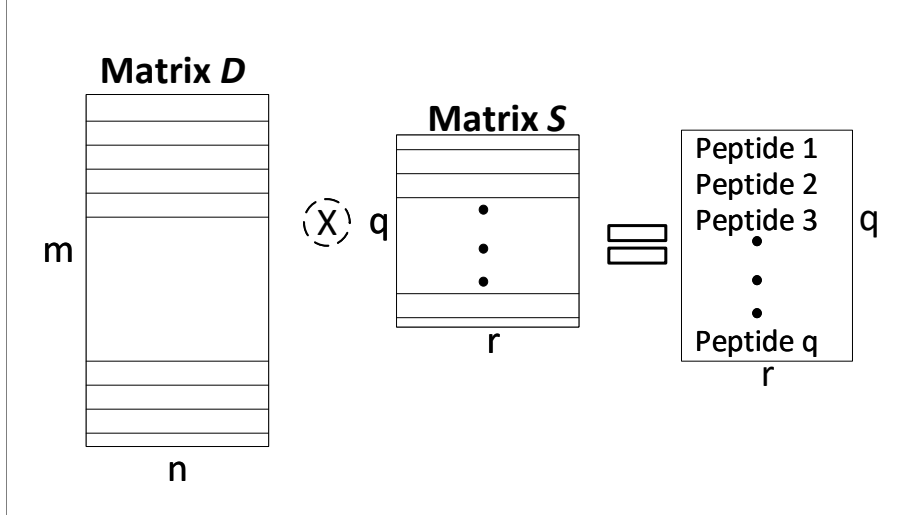 Matrix D
m
n
X
Matrix S
q
r
Peptide 1
Peptide 2
Peptide 3
Peptide q
q
r